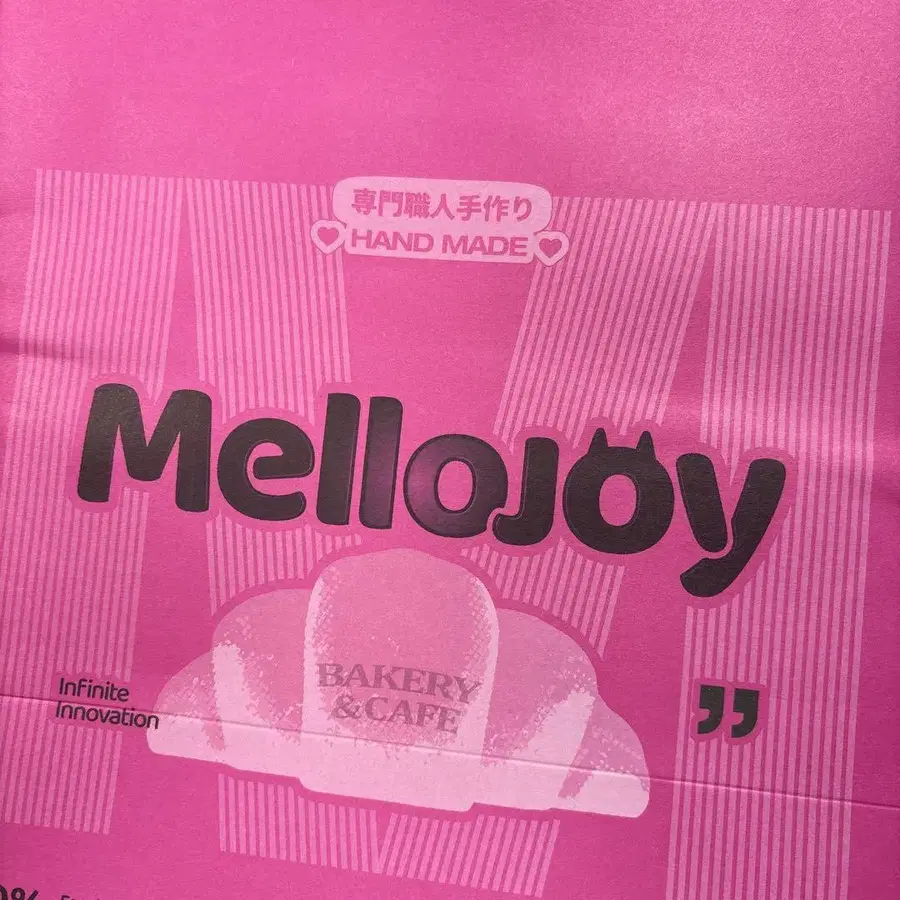 専門職人手作り
HAND MADE
Mellojoy
BAKERY
&CAFE
Infinite
Innovation
”